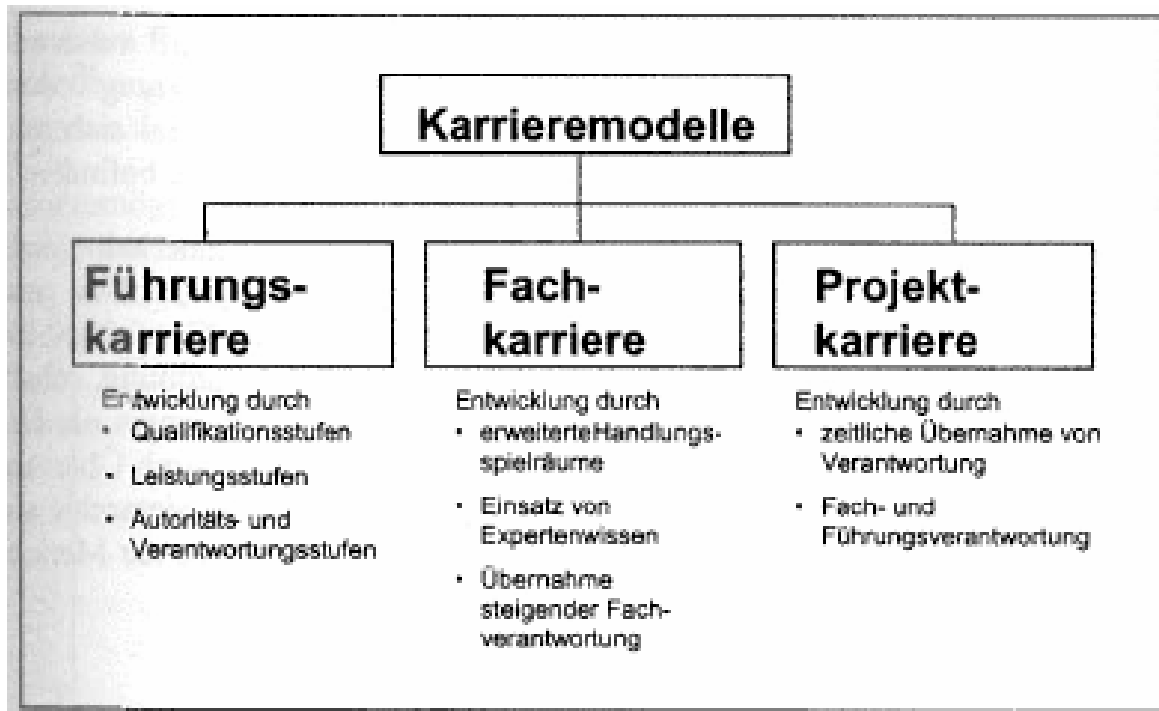 Karrieremodelle
Führungs-
karriere
Entwicklung durch
• Qualifikationsstufen
• Leistungsstufen
• Autoritäts- und
Verantwortungsstufen
Fach-
karriere
Entwicklung durch
• erweiterteHandlungs-
spielräume
• Einsatz von
Expertenwissen
• Übernahme
steigender Fach-
verantwortung
Projekt-
karriere
Entwicklung durch
• zeitliche Übernahme von
Verantwortung
• Fach- und
Führungsverantwortung